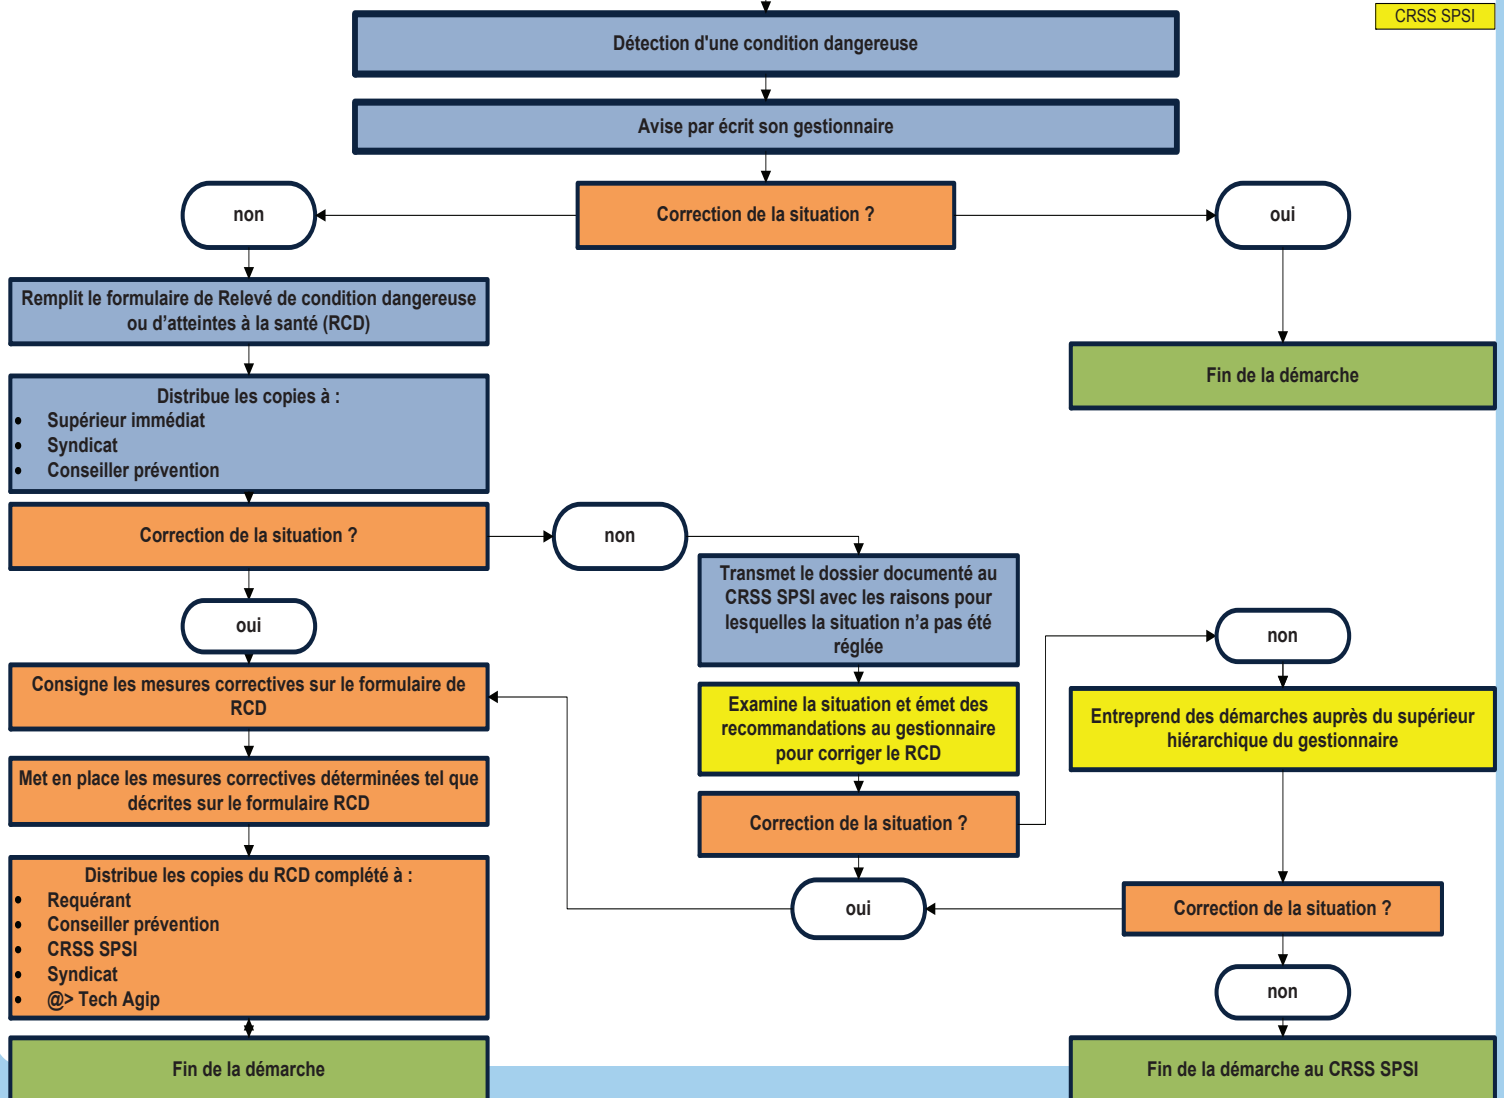 CRSS SPSI
Détection d'une condition dangereuse
Avise par écrit son gestionnaire
Correction de la situation ?
non
oui
Remplit le formulaire de Relevé de condition dangereuse
ou d’atteintes à la santé (RCD)
Fin de la démarche
Distribue les copies à :
• Supérieur immédiat
• Syndicat
• Conseiller prévention
Correction de la situation ?
non
oui
Transmet le dossier documenté au
CRSS SPSI avec les raisons pour
lesquelles la situation n’a pas été
réglée
Examine la situation et émet des
recommandations au gestionnaire
pour corriger le RCD
Correction de la situation ?
non
Entreprend des démarches auprès du supérieur
hiérarchique du gestionnaire
Correction de la situation ?
oui
non
Fin de la démarche au CRSS SPSI
Consigne les mesures correctives sur le formulaire de
RCD
Met en place les mesures correctives déterminées tel que
décrites sur le formulaire RCD
Distribue les copies du RCD complété à :
• Requérant
• Conseiller prévention
• CRSS SPSI
• Syndicat
• @> Tech Agip
Fin de la démarche